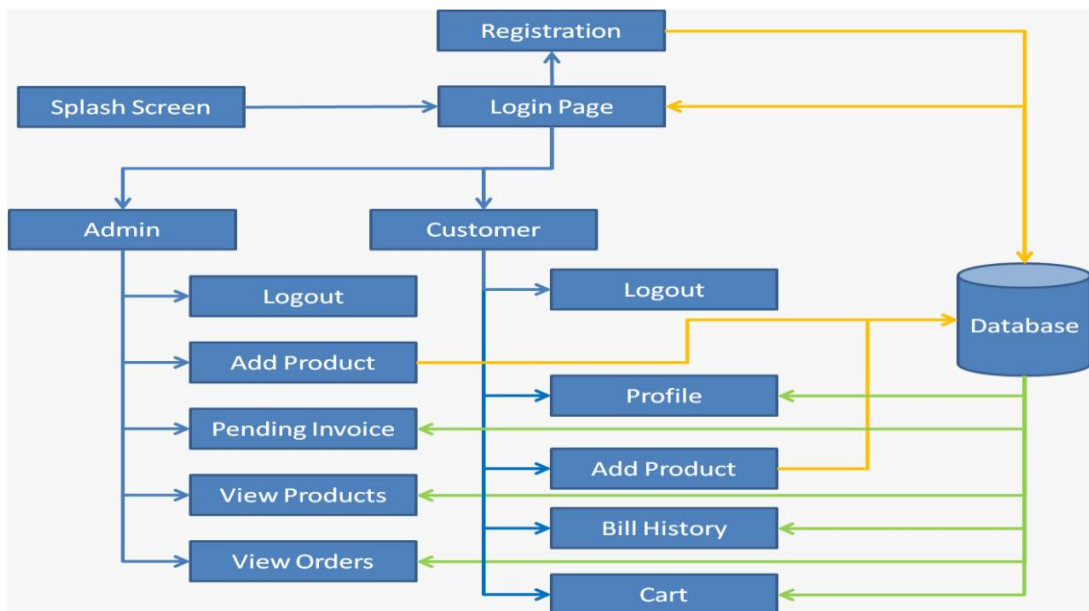 Registration
Splash Screen
Login Page
Admin
Customer
Logout
Logout
Database
Add Product
Profile
Pending Invoice
Add Product
View Products
Bill History
View Orders
Cart